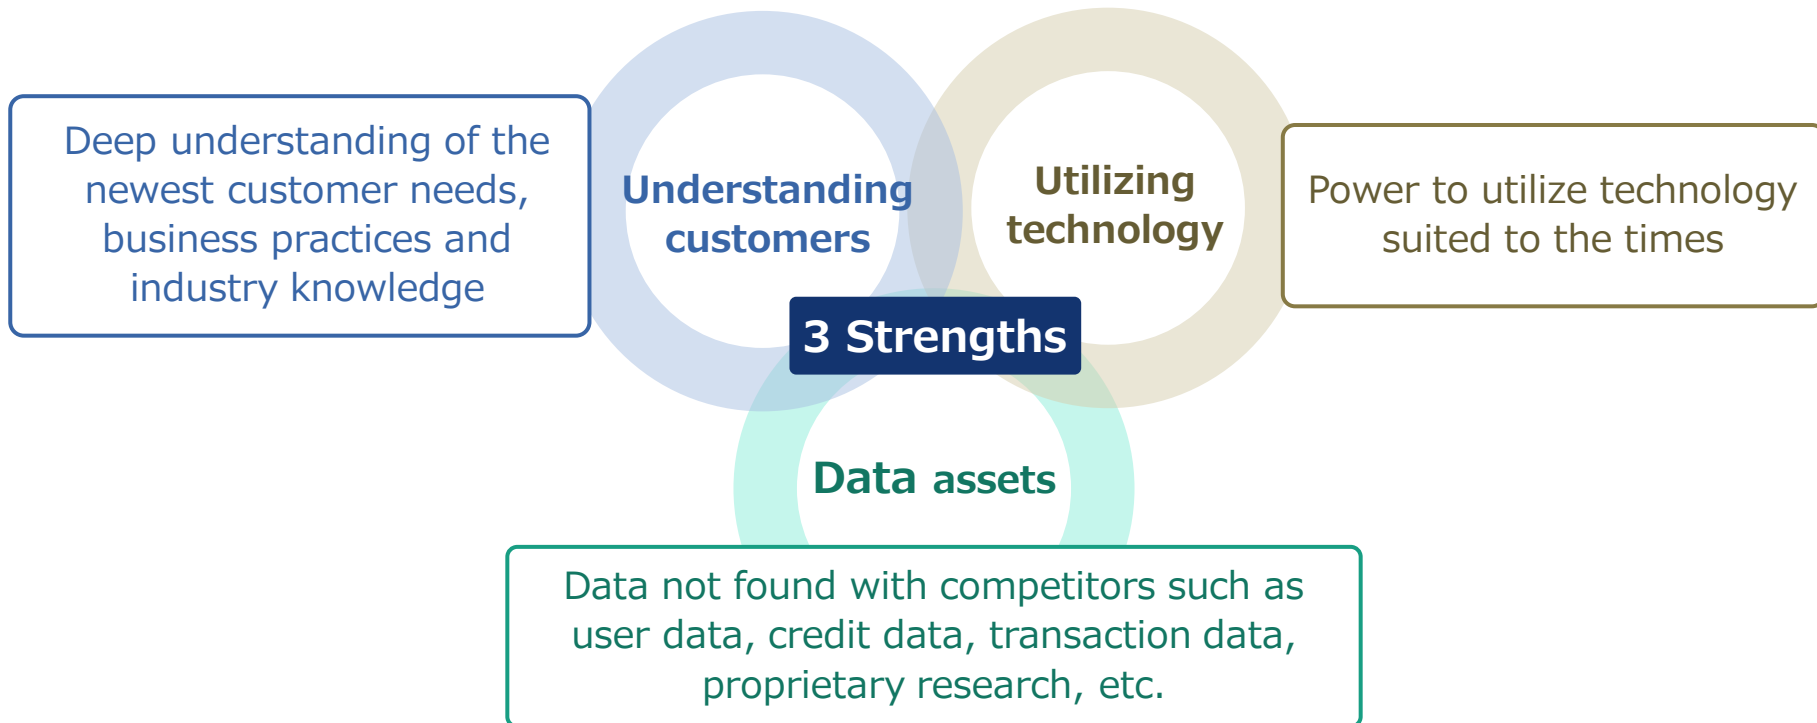 Deep understanding of the
newest customer needs,
business practices and
industry knowledge
Understanding
customers
Utilizing
technology
Power to utilize technology
suited to the times
3 Strengths
Data assets
Data not found with competitors such as
user data, credit data, transaction data,
proprietary research, etc.